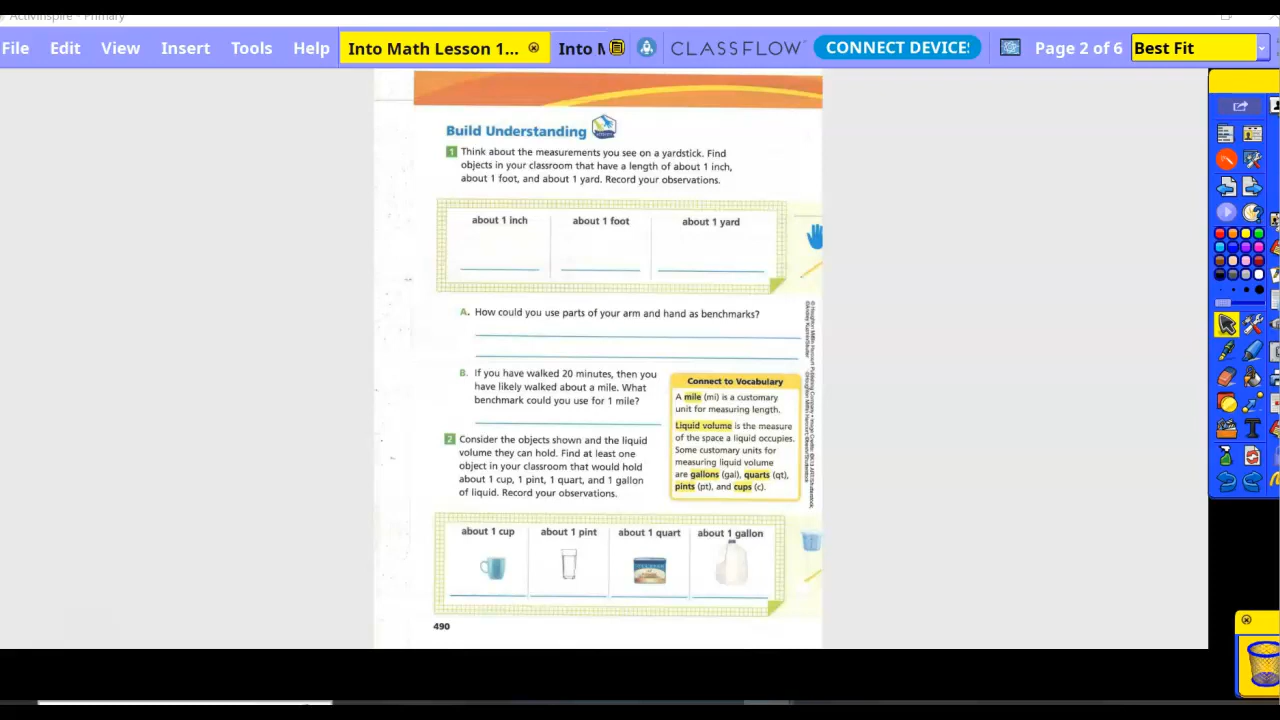 ActivInspire - Primary
File Edit View Insert Tools Help Into Math Lesson 1... Into M CLASSFLOW CONNECT DEVICES Page 2 of 6 Best Fit
Build Understanding
1 Think about the measurements you see on a yardstick. Find
objects in your classroom that have a length of about 1 inch,
about 1 foot, and about 1 yard. Record your observations.
about 1 inch about 1 foot about 1 yard
A. How could you use parts of your arm and hand as benchmarks?
B. If you have walked 20 minutes, then you
have likely walked about a mile. What
benchmark could you use for 1 mile?
Connect to Vocabulary
A mile (mi) is a customary
unit for measuring length.
Liquid volume is the measure
of the space a liquid occupies.
Some customary units for
measuring liquid volume
are gallons (gal), quarts (qt),
pints (pt), and cups (c).
2 Consider the objects shown and the liquid
volume they can hold. Find at least one
object in your classroom that would hold
about 1 cup, 1 pint, 1 quart, and 1 gallon
of liquid. Record your observations.
about 1 cup about 1 pint about 1 quart about 1 gallon
490
© Houghton Mifflin Harcourt Publishing Company